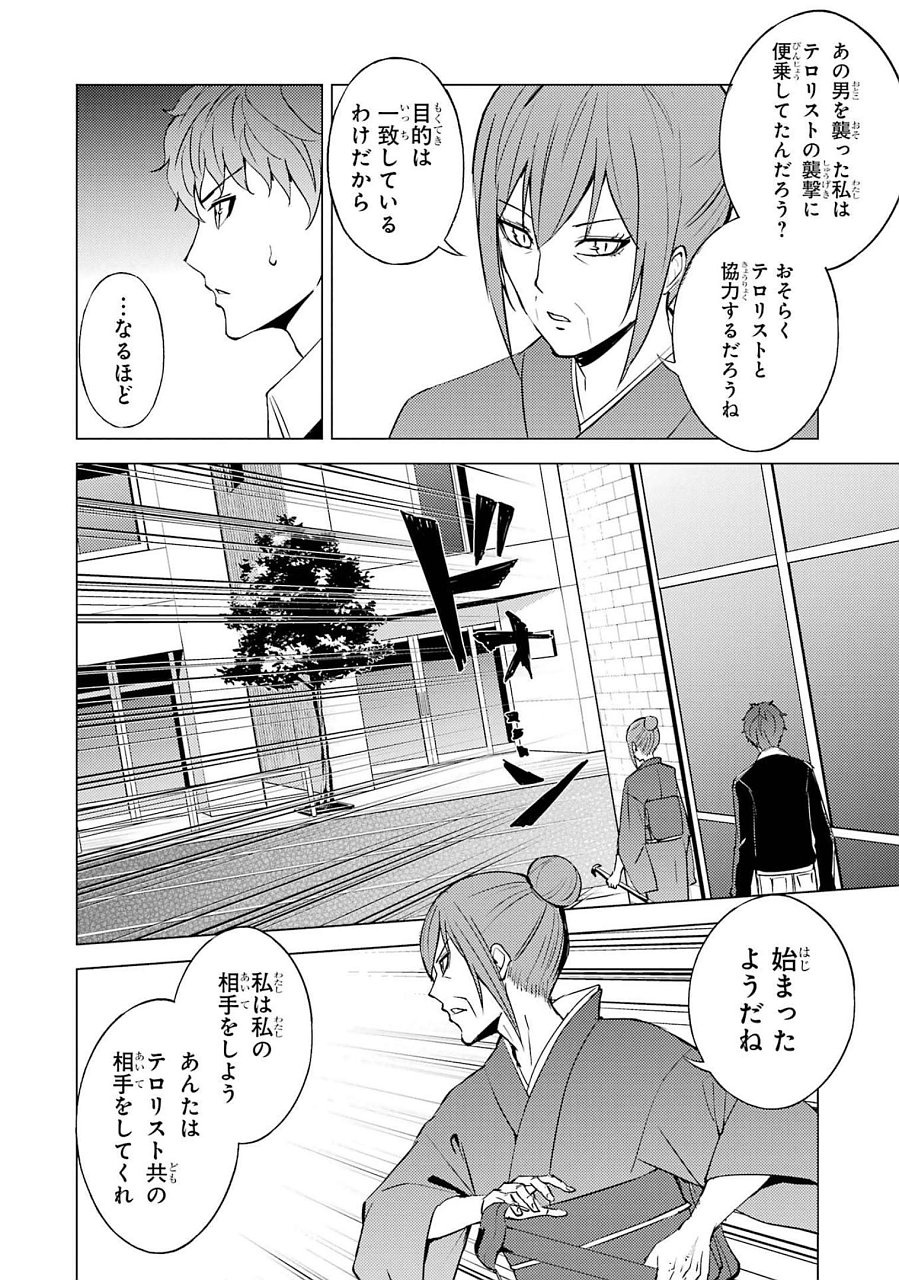 あの男を襲った私は
テロリストの襲撃に
便乗してたんだろう?
おそらく
テロリストと
協力するだろうね
目的は
一致している
わけだから
…なるほど
始まった
ようだね
私は私の
相手をしよう
あんたは
テロリスト共の
相手をしてくれ